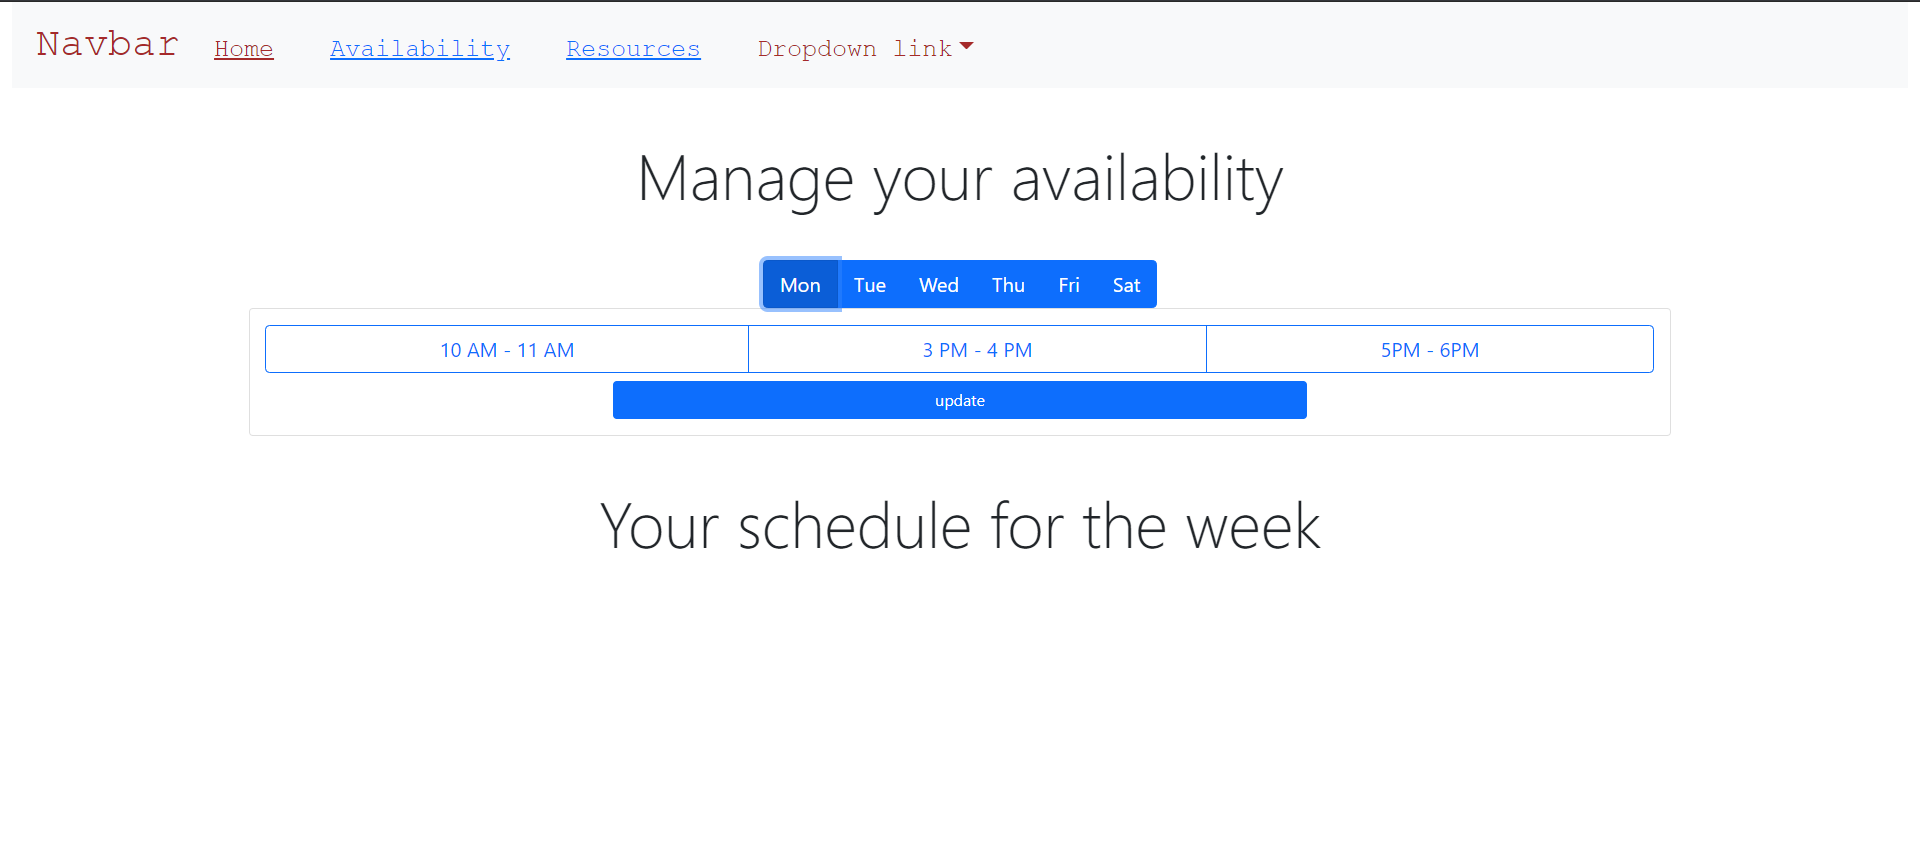 Navbar Home Availability Resources Dropdown link
Manage your availability
Mon Tue Wed Thu Fri Sat
10 AM - 11 AM 3 PM - 4 PM 5PM - 6PM
update
Your schedule for the week